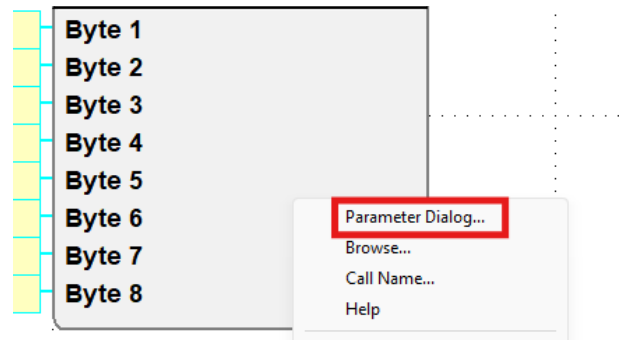 Byte 1
Byte 2
Byte 3
Byte 4
Byte 5
Byte 6
Byte 7
Byte 8
Parameter Dialog...
Browse...
Call Name...
Help